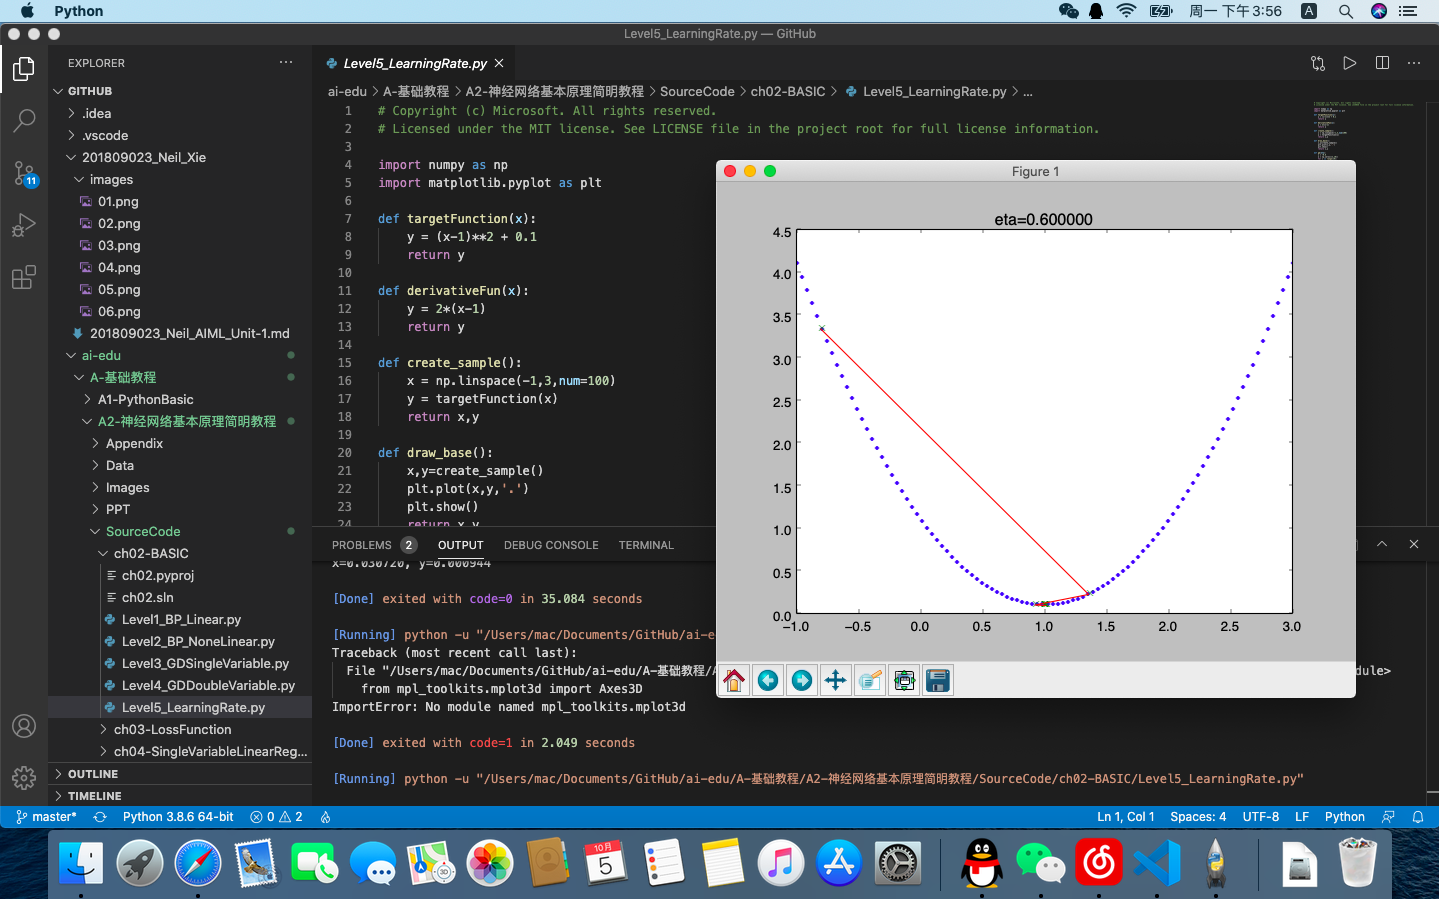 Python
周一 下午3:56
A
Level5_LearningRate.py — GitHub
EXPLORER
GITHUB
.idea
.vscode
201809023_Neil_Xie
images
01.png
02.png
03.png
04.png
05.png
06.png
201809023_Neil_AIML_Unit-1.md
ai-edu
A-基础教程
A1-PythonBasic
A2-神经网络基本原理简明教程
Appendix
Data
Images
PPT
SourceCode
ch02-BASIC
ch02.pyproj
ch02.sln
Level1_BP_Linear.py
Level2_BP_NoneLinear.py
Level3_GDSingleVariable.py
Level4_GDDoubleVariable.py
Level5_LearningRate.py
ch03-LossFunction
ch04-SingleVariableLinearReg...
OUTLINE
TIMELINE
11
Level5_LearningRate.py
ai-edu > A-基础教程 > A2-神经网络基本原理简明教程 > SourceCode > ch02-BASIC > Level5_LearningRate.py > ...
1 # Copyright (c) Microsoft. All rights reserved.
2 # Licensed under the MIT license. See LICENSE file in the project root for full license information.
3
4 import numpy as np
5 import matplotlib.pyplot as plt
6
7 def targetFunction(x):
8 y = (x-1)**2 + 0.1
9 return y
10
11 def derivativeFun(x):
12 y = 2*(x-1)
13 return y
14
15 def create_sample():
16 x = np.linspace(-1,3,num=100)
17 y = targetFunction(x)
18 return x,y
19
20 def draw_base():
21 x,y=create_sample()
22 plt.plot(x,y,'.')
23 plt.show()
24 return x,y
PROBLEMS 2 OUTPUT DEBUG CONSOLE TERMINAL
x=0.030720, y=0.000944
[Done] exited with code=0 in 35.084 seconds
[Running] python -u "/Users/mac/Documents/GitHub/ai-e
Traceback (most recent call last):
File "/Users/mac/Documents/GitHub/ai-edu/A-基础教程/ dule>
from mpl_toolkits.mplot3d import Axes3D
ImportError: No module named mpl_toolkits.mplot3d
[Done] exited with code=1 in 2.049 seconds
[Running] python -u "/Users/mac/Documents/GitHub/ai-edu/A-基础教程/A2-神经网络基本原理简明教程/SourceCode/ch02-BASIC/Level5_LearningRate.py"
Figure 1
eta=0.600000
4.5
4.0
3.5
3.0
2.5
2.0
1.5
1.0
0.5
0.0
−1.0 −0.5 0.0 0.5 1.0 1.5 2.0 2.5 3.0
master* Python 3.8.6 64-bit 0 2 Ln 1, Col 1 Spaces: 4 UTF-8 LF Python
10月
5
3D